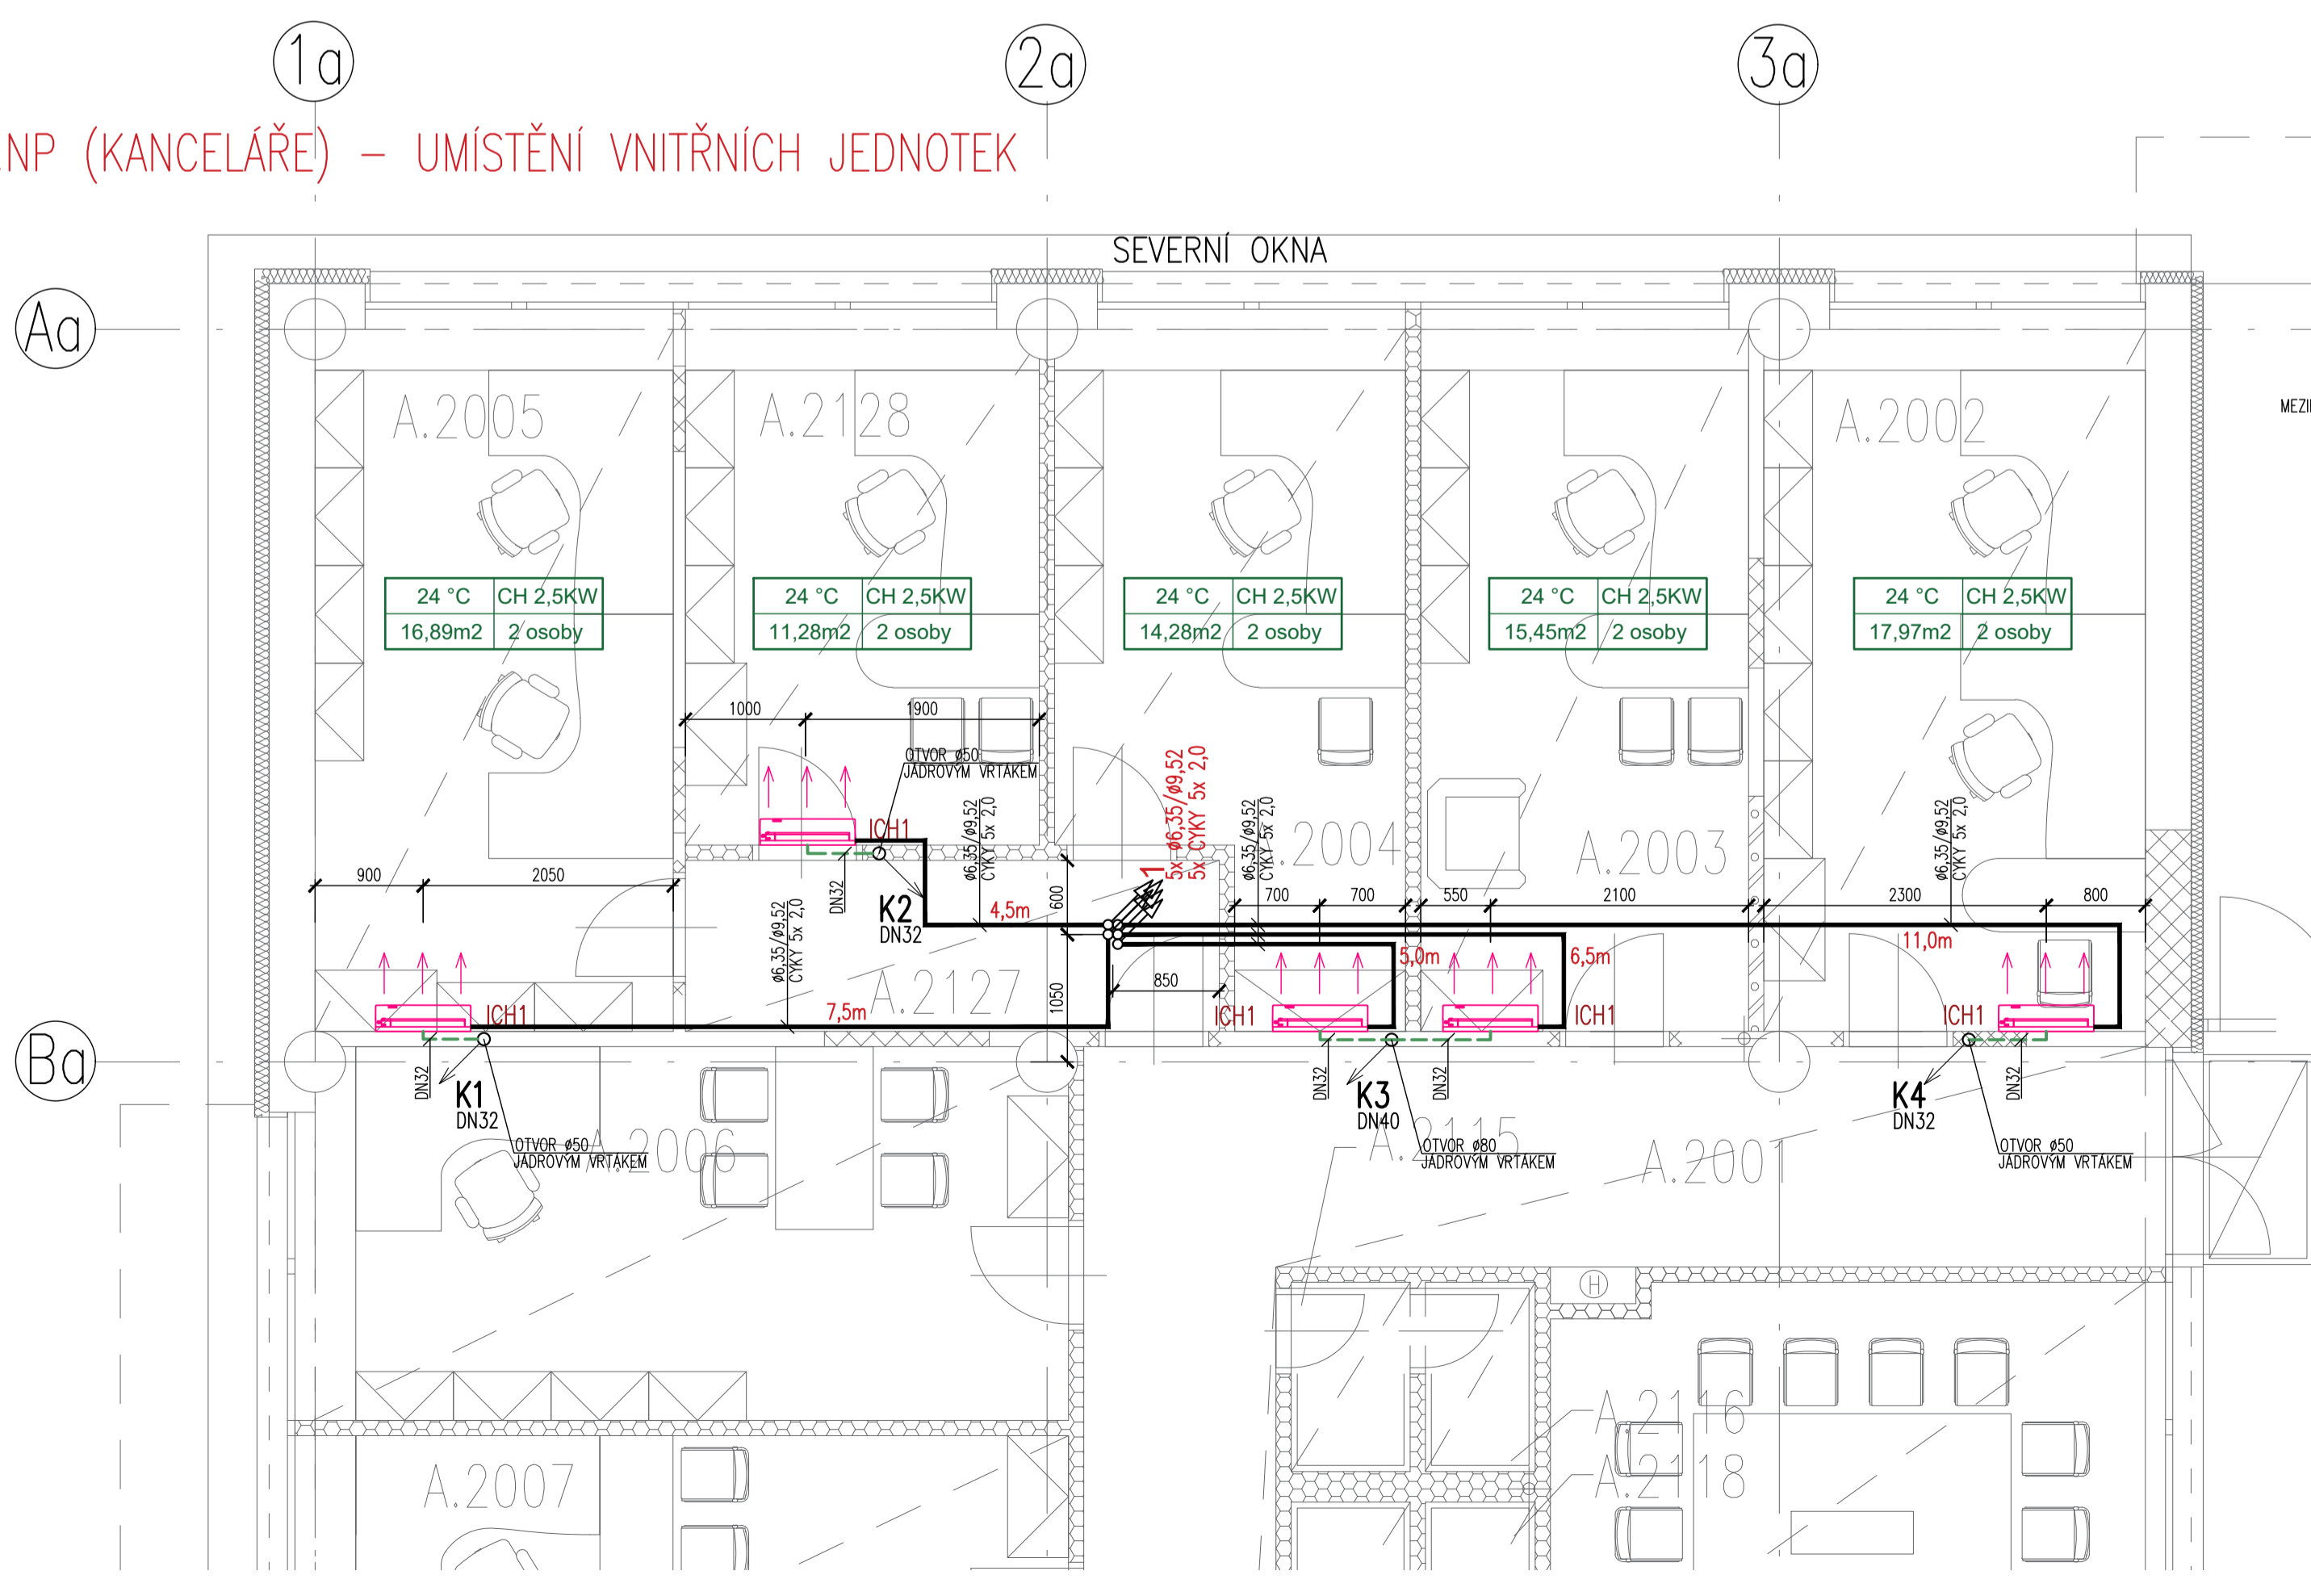 1a
2a
3a
NP (KANCELÁŘE) – UMÍSTĚNÍ VNITŘNÍCH JEDNOTEK
SEVERNÍ OKNA
Aa
A.2005
A.2128
A.2002
24 °C CH 2,5KW
16,89m2 2 osoby
24 °C CH 2,5KW
11,28m2 2 osoby
24 °C CH 2,5KW
14,28m2 2 osoby
24 °C CH 2,5KW
15,45m2 2 osoby
24 °C CH 2,5KW
17,97m2 2 osoby
1000
1900
OTVOR ø50
JÁDROVÝM VRTÁKEM
1
5x ø6,35/ø9,52
5x CYKY 5x 2,0
ICH1
ø6,35/ø9,52
CYKY 5x 2,0
ø6,35/ø9,52
CYKY 5x 2,0
ø6,35/ø9,52
CYKY 5x 2,0
.2004
A.2003
900
2050
DN32
K2
DN32
4,5m
600
700
700
550
2100
2300
800
ø6,35/ø9,52
CYKY 5x 2,0
11,0m
5,0m
6,5m
A.2127
850
1050
7,5m
ICH1
ICH1
ICH1
ICH1
Ba
DN32
K1
DN32
OTVOR ø50
JÁDROVÝM VRTÁKEM
A.2006
DN32
K3
DN40
DN32
OTVOR ø80
JÁDROVÝM VRTÁKEM
A.2115
A.2001
K4
DN32
DN32
OTVOR ø50
JÁDROVÝM VRTÁKEM
H
A.2116
A.2118
A.2007